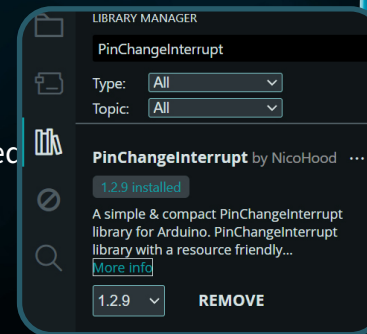 LIBRARY MANAGER
PinChangeInterrupt
Type: All
Topic: All
PinChangeInterrupt by NicoHood ...
1.2.9 installed
A simple & compact PinChangeInterrupt
library for Arduino. PinChangeInterrupt
library with a resource friendly...
More info
1.2.9 REMOVE